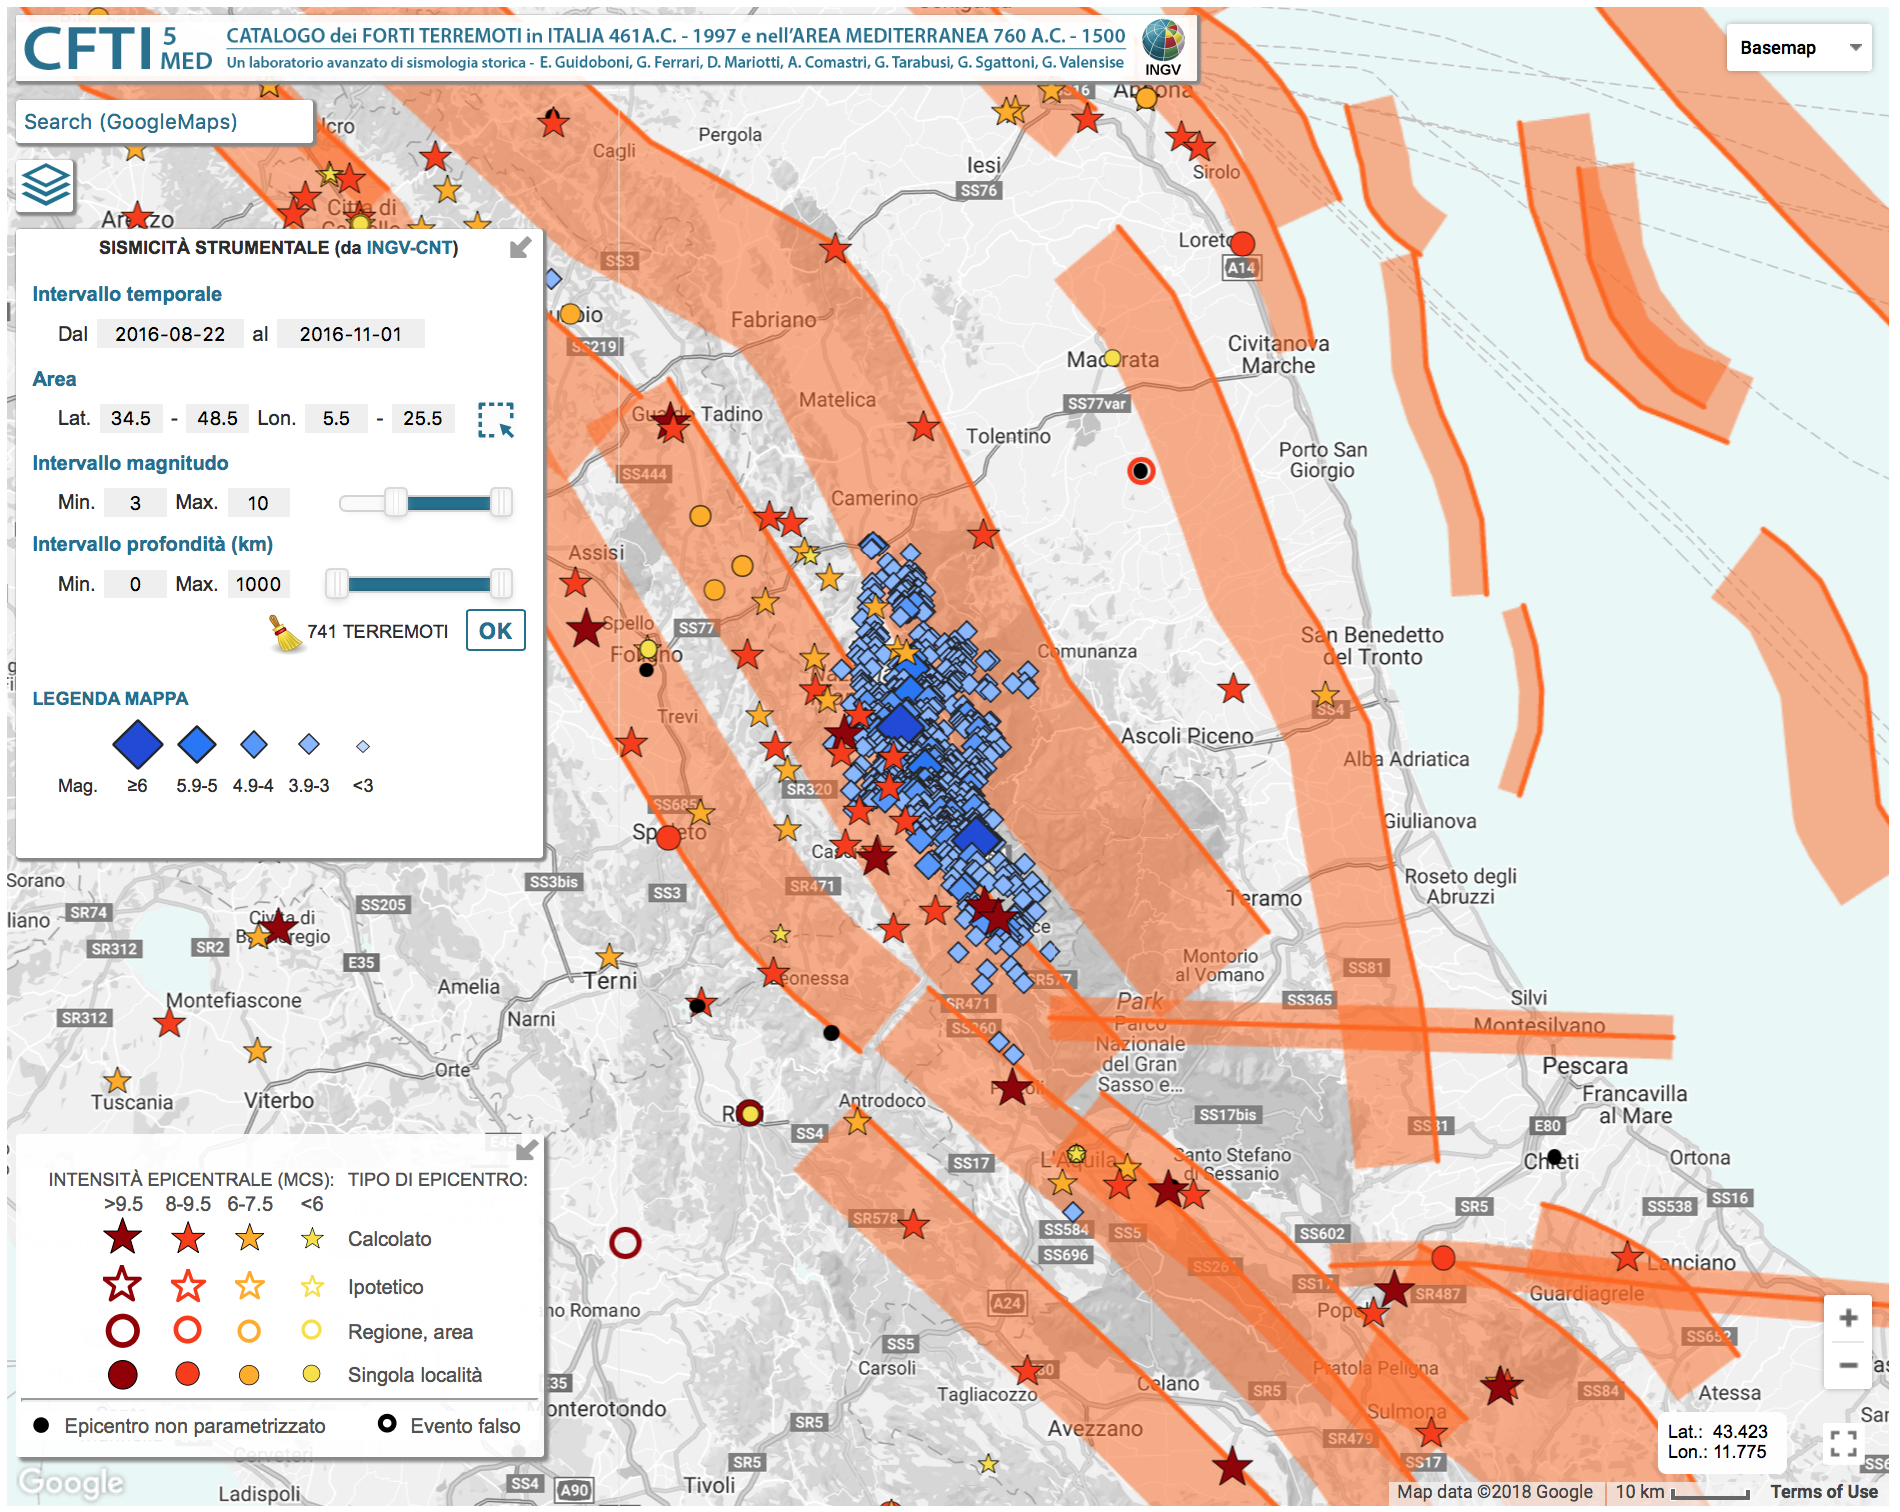 CFTI 5 MED
CATALOGO dei FORTI TERREMOTI in ITALIA 461A.C. - 1997 e nell'AREA MEDITERRANEA 760 A.C. - 1500
Un laboratorio avanzato di sismologia storica - E. Guidoboni, G. Ferrari, D. Mariotti, A. Comastri, G. Tarabusi, G. Sgattoni, G. Valensise
INGV
Basemap
Search (GoogleMaps)
SISMICITÀ STRUMENTALE (da INGV-CNT)
Intervallo temporale
Dal 2016-08-22 al 2016-11-01
Area
Lat. 34.5 - 48.5 Lon. 5.5 - 25.5
Intervallo magnitudo
Min. 3 Max. 10
Intervallo profondità (km)
Min. 0 Max. 1000
741 TERREMOTI OK
LEGENDA MAPPA
Mag. ≥6 5.9-5 4.9-4 3.9-3 <3
Cagli
Pergola
Iesi
SS76
Sirolo
SS3
Loreto
A14
SS219
Fabriano
Macerata
Civitanova
Marche
Matelica
SS77var
Gualdo Tadino
Tolentino
Porto San
Giorgio
SS444
Camerino
Assisi
Spello
SS77
Foligno
Comunanza
San Benedetto
del Tronto
Trevi
SS4
Ascoli Piceno
Alba Adriatica
SR320
SS685
Spoleto
Giulianova
SR471
SS3bis
SS3
Roseto degli
Abruzzi
Teramo
Sorano
SR74
SS205
Civita di
Bagnoregio
SR312
SR2
E35
Montorio
al Vomano
SS81
Terni
Leonessa
Amelia
Montefiascone
SR577
SR471
SS260
Park
Parco
Nazionale
del Gran
Sasso e...
SS365
Silvi
Montesilvano
SR312
Narni
Pescara
Orte
Francavilla
al Mare
Tuscania
Viterbo
Antrodoco
SS4
SS17bis
SS81
E80
Chieti
Ortona
L'Aquila
Santo Stefano
di Sessanio
SS17
SR5
SS16
SS538
SR578
SS584
SS5
SS696
SS602
SS261
Lanciano
SS17
SR487
Guardiagrele
Popoli
A24
SS652
SS5
Carsoli
Pratola Peligna
Tagliacozzo
Celano
SR5
SS84
Atessa
Sulmona
Avezzano
SR479
SS17
SR5
SR5
SS4
A90
Tivoli
Ladispoli
INTENSITÀ EPICENTRALE (MCS): TIPO DI EPICENTRO:
>9.5 8-9.5 6-7.5 <6
Calcolato
Ipotetico
Regione, area
Singola località
Epicentro non parametrizzato Evento falso
Lat.: 43.423
Lon.: 11.775
Google
Map data ©2018 Google 10 km Terms of Use